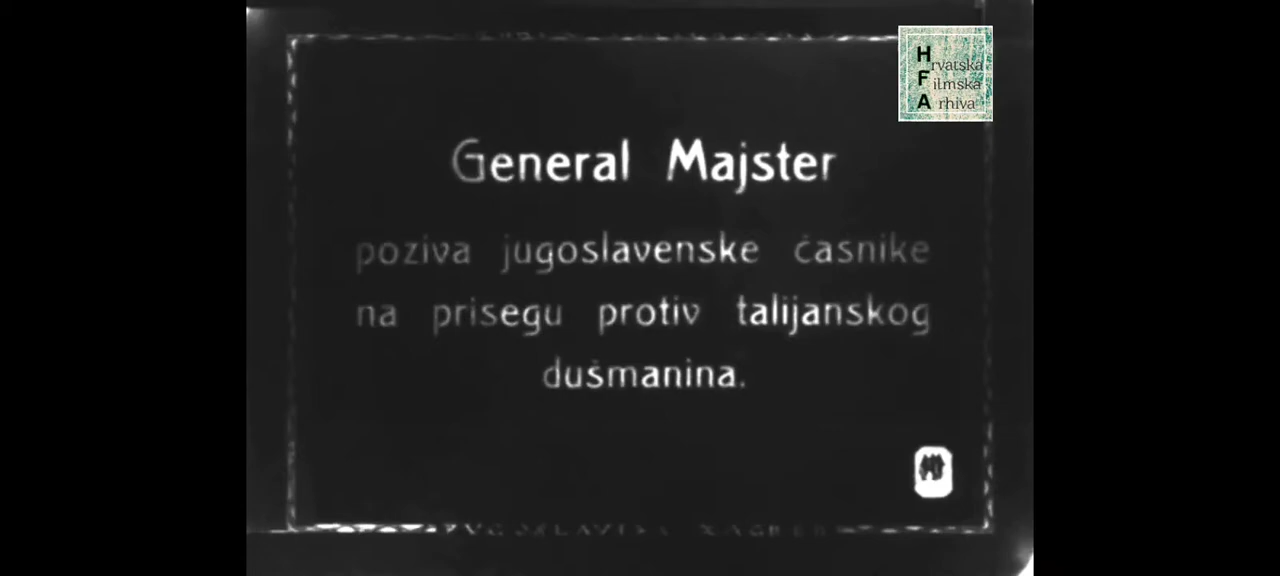 Hrvatska
Filmska
Arhiva
General Majster
poziva jugoslavenske časnike
na prisegu protiv talijanskog
dušmanina.